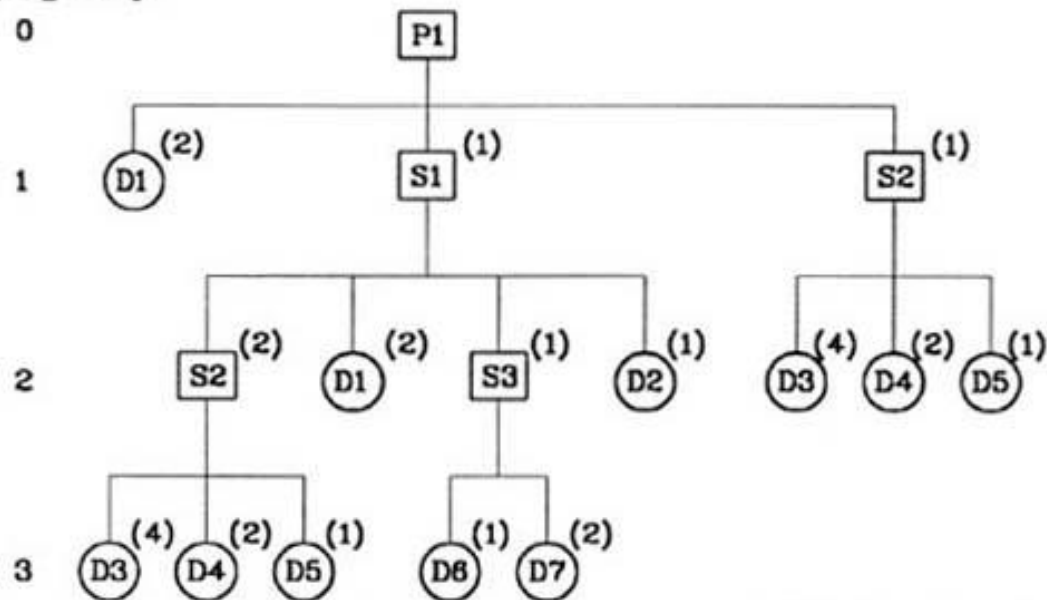 0 P1
(2) (1) (1)
1 D1 S1 S2
(2) (2) (1) (1) (4) (2) (1)
2 S2 D1 S3 D2 D3 D4 D5
(4) (2) (1) (1) (2)
3 D3 D4 D5 D6 D7